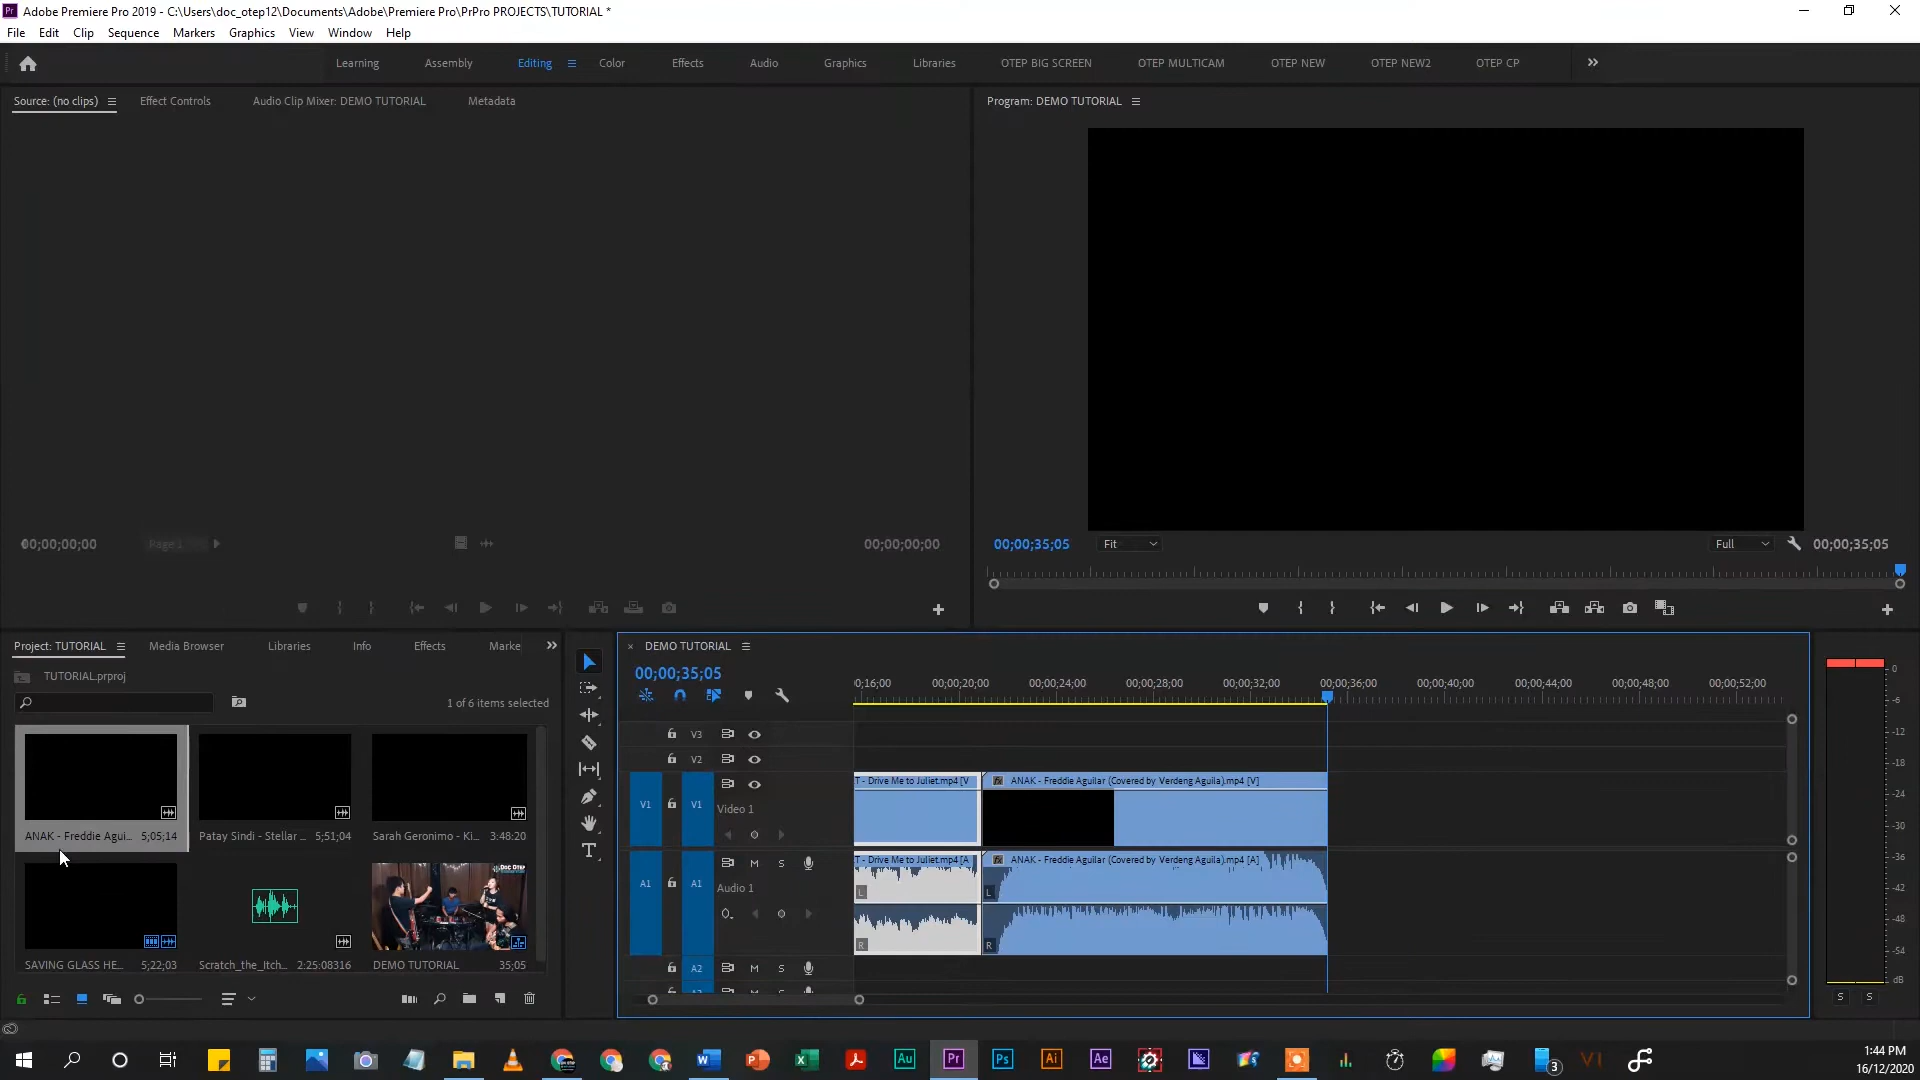 Pr Adobe Premiere Pro 2019 - C:\Users\doc_otep12\Documents\Adobe\Premiere Pro\PrPro PROJECTS\TUTORIAL *
File Edit Clip Sequence Markers Graphics View Window Help
Learning Assembly Editing Color Effects Audio Graphics Libraries OTEP BIG SCREEN OTEP MULTICAM OTEP NEW OTEP NEW2 OTEP CP
Source: (no clips) Effect Controls Audio Clip Mixer: DEMO TUTORIAL Metadata
Program: DEMO TUTORIAL
00;00;00;00 Page 1 00;00;00;00
00;00;35;05 Fit Full 00;00;35;05
Project: TUTORIAL Media Browser Libraries Info Effects Marke
TUTORIAL.prproj
1 of 6 items selected
ANAK - Freddie Agui... 5;05;14
Patay Sindi - Stellar ... 5;51;04
Sarah Geronimo - Ki... 3:48:20
SAVING GLASS HE... 5;22;03
Scratch_the_Itch... 2:25:08316
DEMO TUTORIAL 35;05
DEMO TUTORIAL
00;00;35;05
0;16;00 00;00;20;00 00;00;24;00 00;00;28;00 00;00;32;00 00;00;36;00 00;00;40;00 00;00;44;00 00;00;48;00 00;00;52;00
V3
V2
V1 V1 Video 1
T - Drive Me to Juliet.mp4 [V
fx ANAK - Freddie Aguilar (Covered by Verdeng Aguila).mp4 [V]
A1 A1 M S Audio 1
T - Drive Me to Juliet.mp4 [A
fx ANAK - Freddie Aguilar (Covered by Verdeng Aguila).mp4 [A]
L L
R R
A2 M S
0
-6
-12
-18
-24
-30
-36
-42
-48
-54
dB
S S
W P X Au Pr Ps Ai Ae 3
1:44 PM
16/12/2020